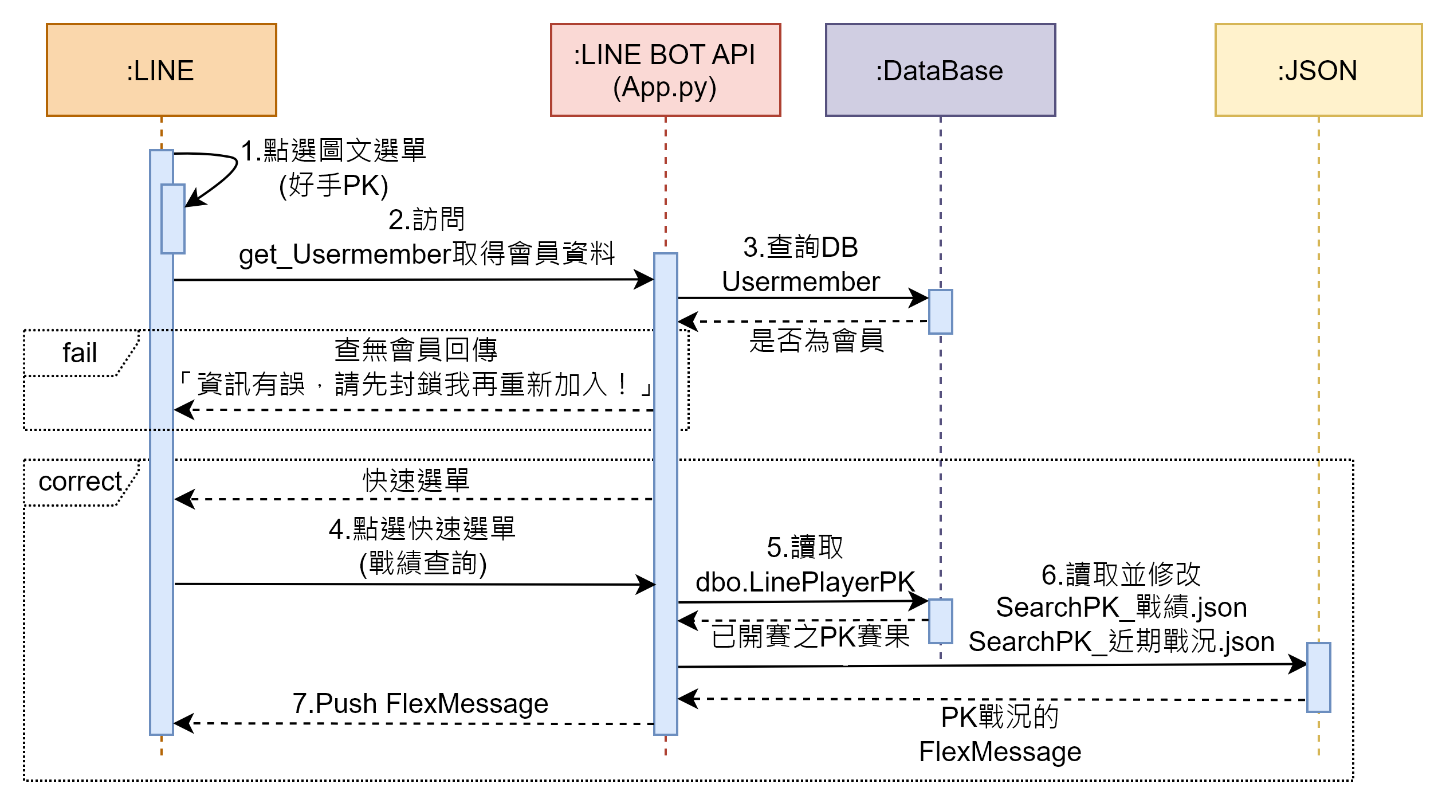 :LINE
:LINE BOT API
(App.py)
:DataBase
:JSON
1.點選圖文選單
(好手PK)
2.訪問
get_Usermember取得會員資料
3.查詢DB
Usermember
是否為會員
fail
查無會員回傳
「資訊有誤，請先封鎖我再重新加入！」
correct
快速選單
4.點選快速選單
(戰績查詢)
5.讀取
dbo.LinePlayerPK
已開賽之PK賽果
6.讀取並修改
SearchPK_戰績.json
SearchPK_近期戰況.json
7.Push FlexMessage
PK戰況的
FlexMessage